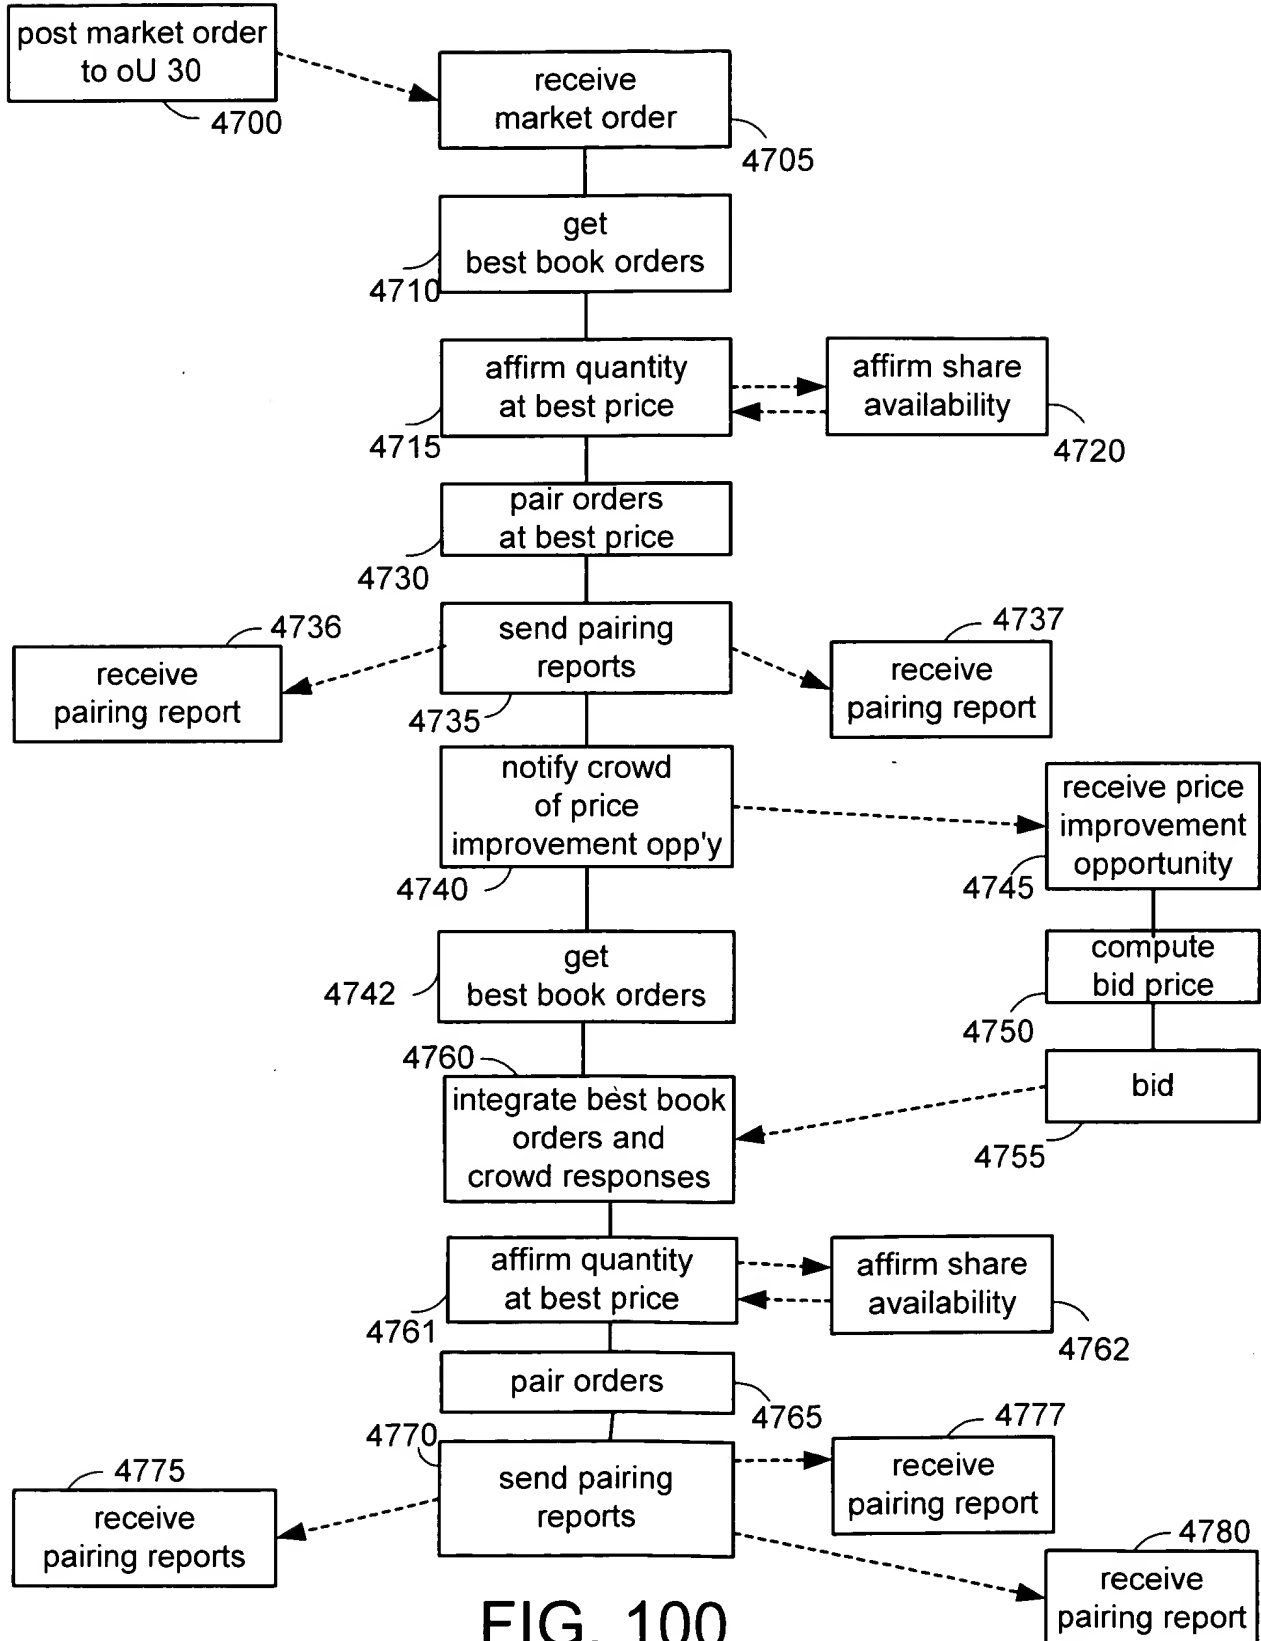 post market order
to oU 30
4700
receive
market order
4705
get
best book orders
4710
affirm quantity
at best price
4715
affirm share
availability
4720
pair orders
at best price
4730
send pairing
reports
4735
4736
receive
pairing report
4737
receive
pairing report
notify crowd
of price
improvement opp'y
4740
receive price
improvement
opportunity
4745
get
best book orders
4742
compute
bid price
4750
bid
4755
4760
integrate best book
orders and
crowd responses
affirm quantity
at best price
4761
affirm share
availability
4762
pair orders
4765
4770
send pairing
reports
4777
receive
pairing report
4775
receive
pairing reports
4780
receive
pairing report
FIG. 100